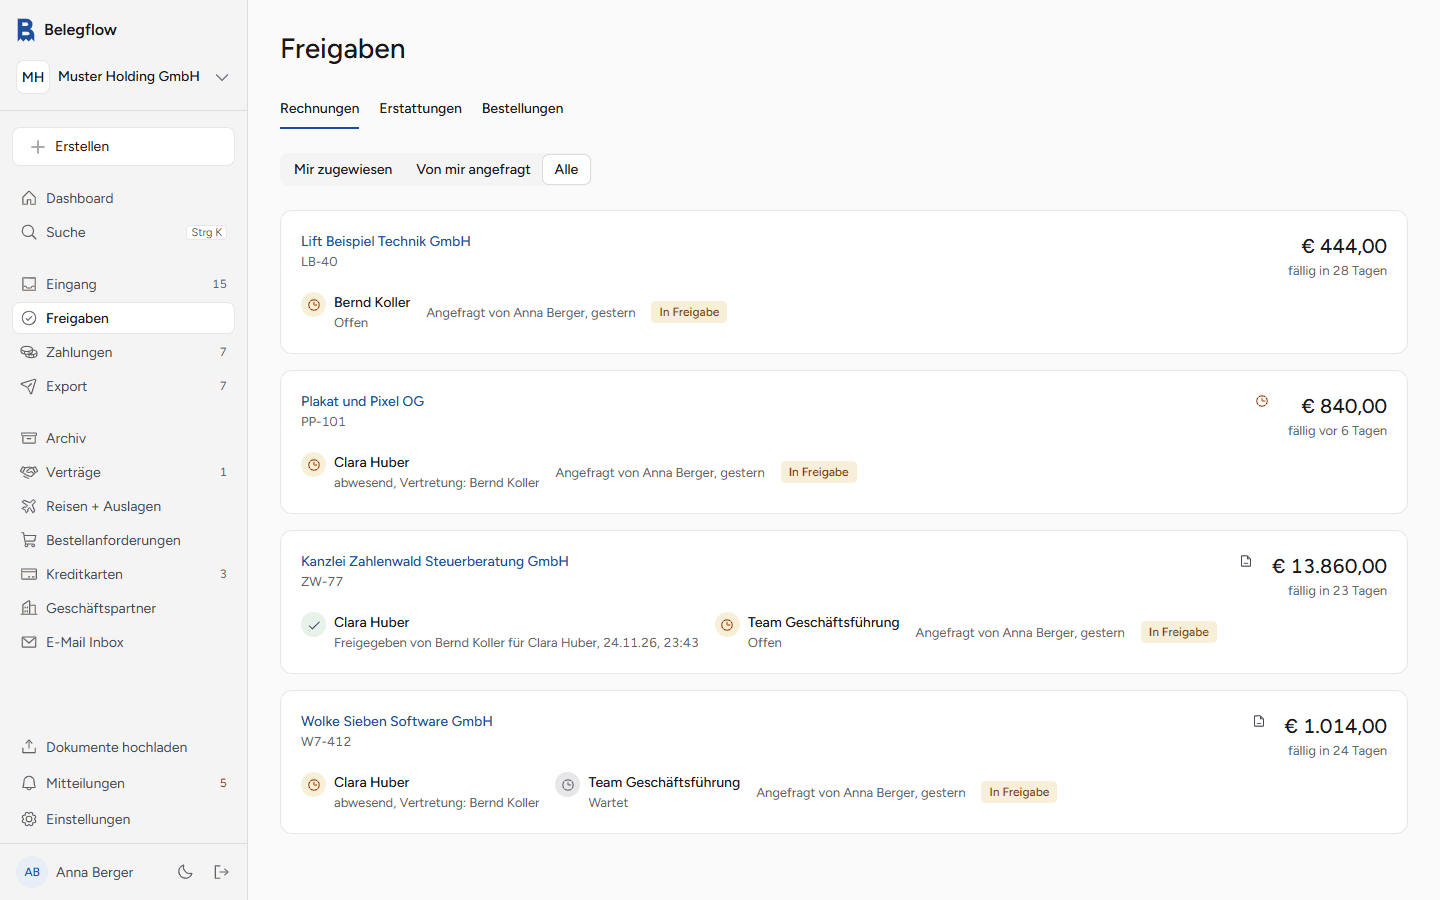 Belegflow
MH Muster Holding GmbH
Erstellen
Dashboard
Suche Strg K
Eingang 15
Freigaben
Zahlungen 7
Export 7
Archiv
Verträge 1
Reisen + Auslagen
Bestellanforderungen
Kreditkarten 3
Geschäftspartner
E-Mail Inbox
Dokumente hochladen
Mitteilungen 5
Einstellungen
AB Anna Berger
Freigaben
Rechnungen Erstattungen Bestellungen
Mir zugewiesen Von mir angefragt Alle
Lift Beispiel Technik GmbH
LB-40
€ 444,00
fällig in 28 Tagen
Bernd Koller
Offen
Angefragt von Anna Berger, gestern In Freigabe
Plakat und Pixel OG
PP-101
€ 840,00
fällig vor 6 Tagen
Clara Huber
abwesend, Vertretung: Bernd Koller
Angefragt von Anna Berger, gestern In Freigabe
Kanzlei Zahlenwald Steuerberatung GmbH
ZW-77
€ 13.860,00
fällig in 23 Tagen
Clara Huber
Freigegeben von Bernd Koller für Clara Huber, 24.11.26, 23:43
Team Geschäftsführung
Offen
Angefragt von Anna Berger, gestern In Freigabe
Wolke Sieben Software GmbH
W7-412
€ 1.014,00
fällig in 24 Tagen
Clara Huber
abwesend, Vertretung: Bernd Koller
Team Geschäftsführung
Wartet
Angefragt von Anna Berger, gestern In Freigabe